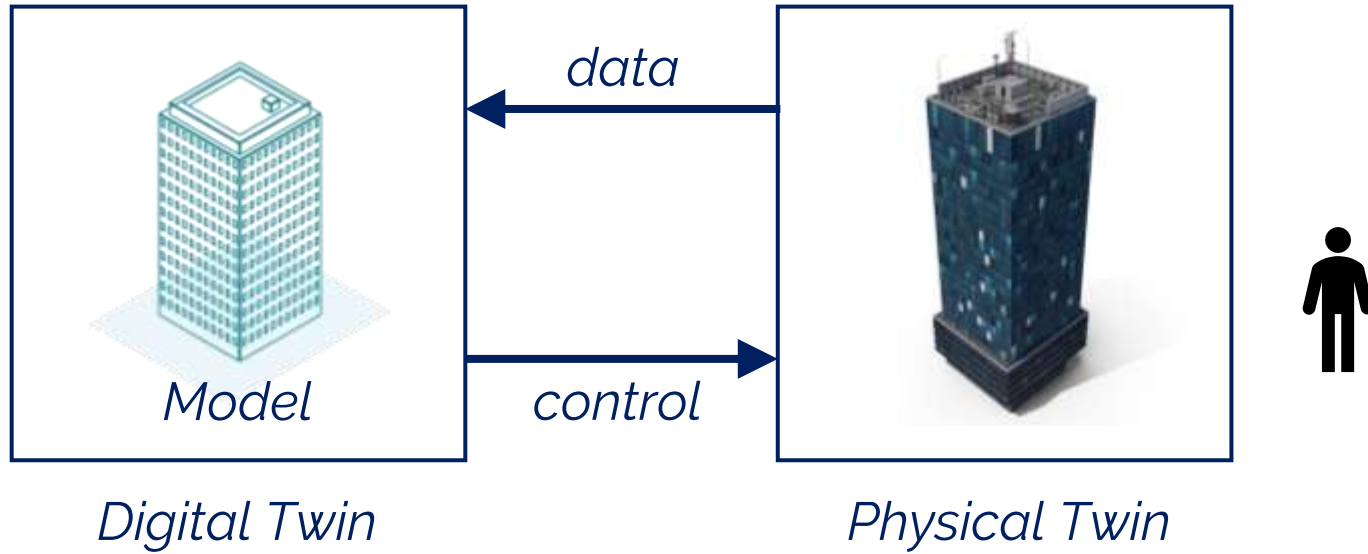 data
Model
control
Digital Twin
Physical Twin